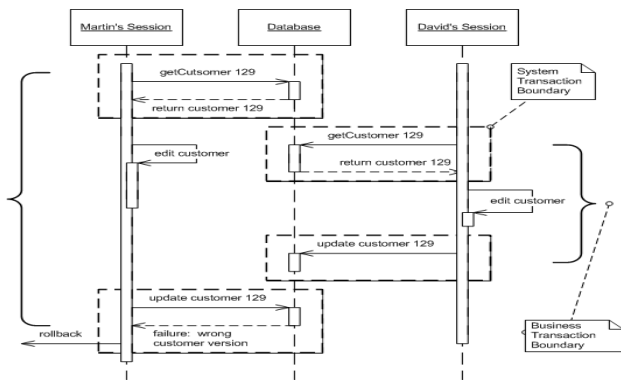 Martin's Session
Database
David's Session
getCutsomer 129
return customer 129
System
Transaction
Boundary
getCustomer 129
edit customer
return customer 129
edit customer
update customer 129
update customer 129
rollback
failure: wrong
customer version
Business
Transaction
Boundary